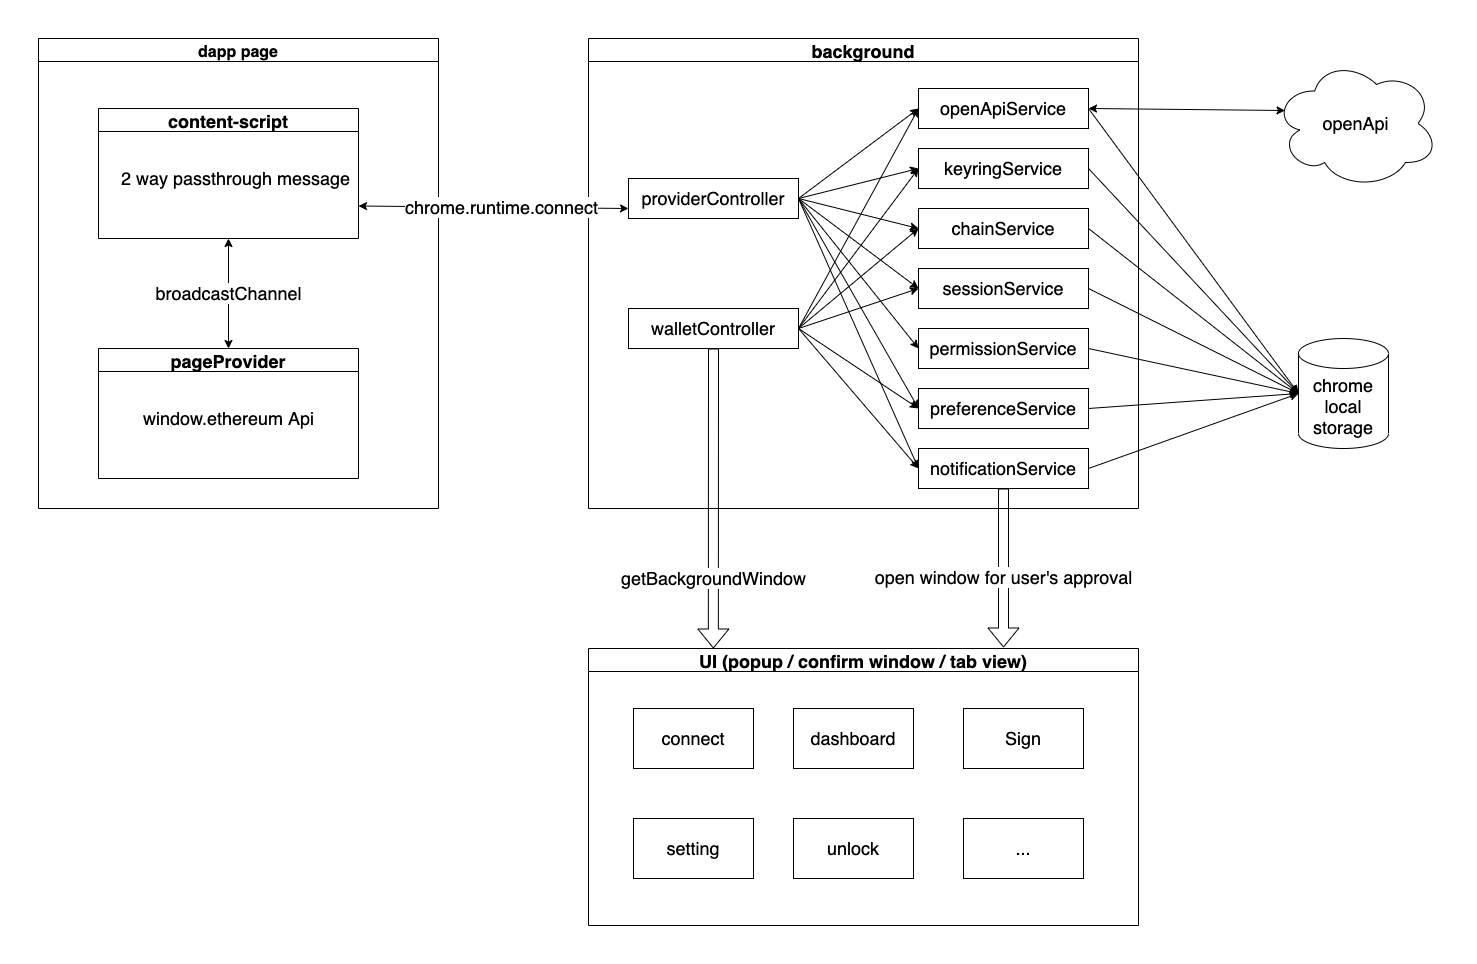 dapp page
content-script
2 way passthrough message
broadcastChannel
pageProvider
window.ethereum Api
chrome.runtime.connect
background
providerController
walletController
openApiService
keyringService
chainService
sessionService
permissionService
preferenceService
notificationService
openApi
chrome
local
storage
getBackgroundWindow
open window for user's approval
UI (popup / confirm window / tab view)
connect
dashboard
Sign
setting
unlock
...